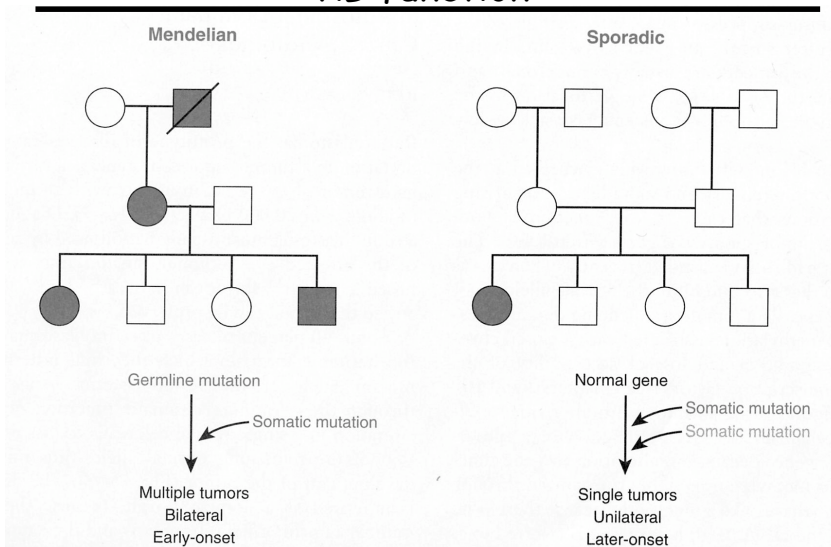 Mendelian
Sporadic
Germline mutation
Somatic mutation
Multiple tumors
Bilateral
Early-onset
Normal gene
Somatic mutation
Somatic mutation
Single tumors
Unilateral
Later-onset